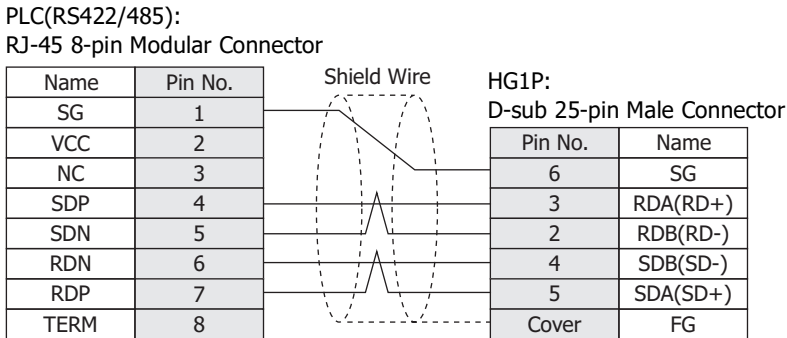 PLC(RS422/485):
RJ-45 8-pin Modular Connector
Name Pin No.
SG 1
VCC 2
NC 3
SDP 4
SDN 5
RDN 6
RDP 7
TERM 8
Shield Wire
HG1P:
D-sub 25-pin Male Connector
Pin No. Name
6 SG
3 RDA(RD+)
2 RDB(RD-)
4 SDB(SD-)
5 SDA(SD+)
Cover FG